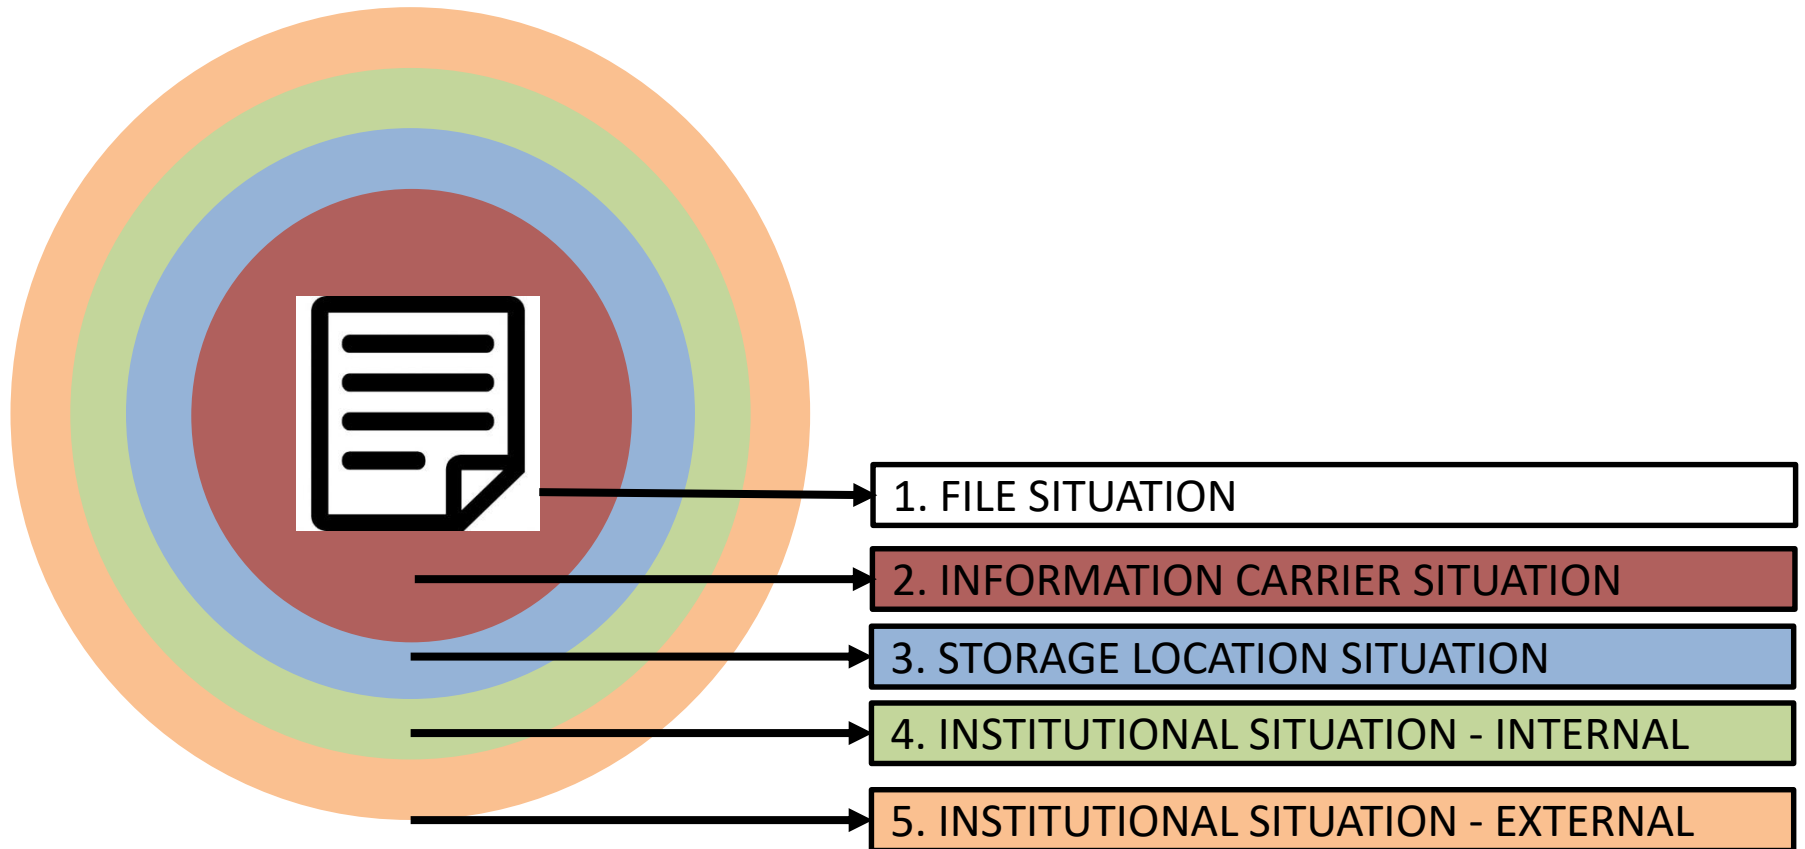 1. FILE SITUATION
2. INFORMATION CARRIER SITUATION
3. STORAGE LOCATION SITUATION
4. INSTITUTIONAL SITUATION - INTERNAL
5. INSTITUTIONAL SITUATION - EXTERNAL